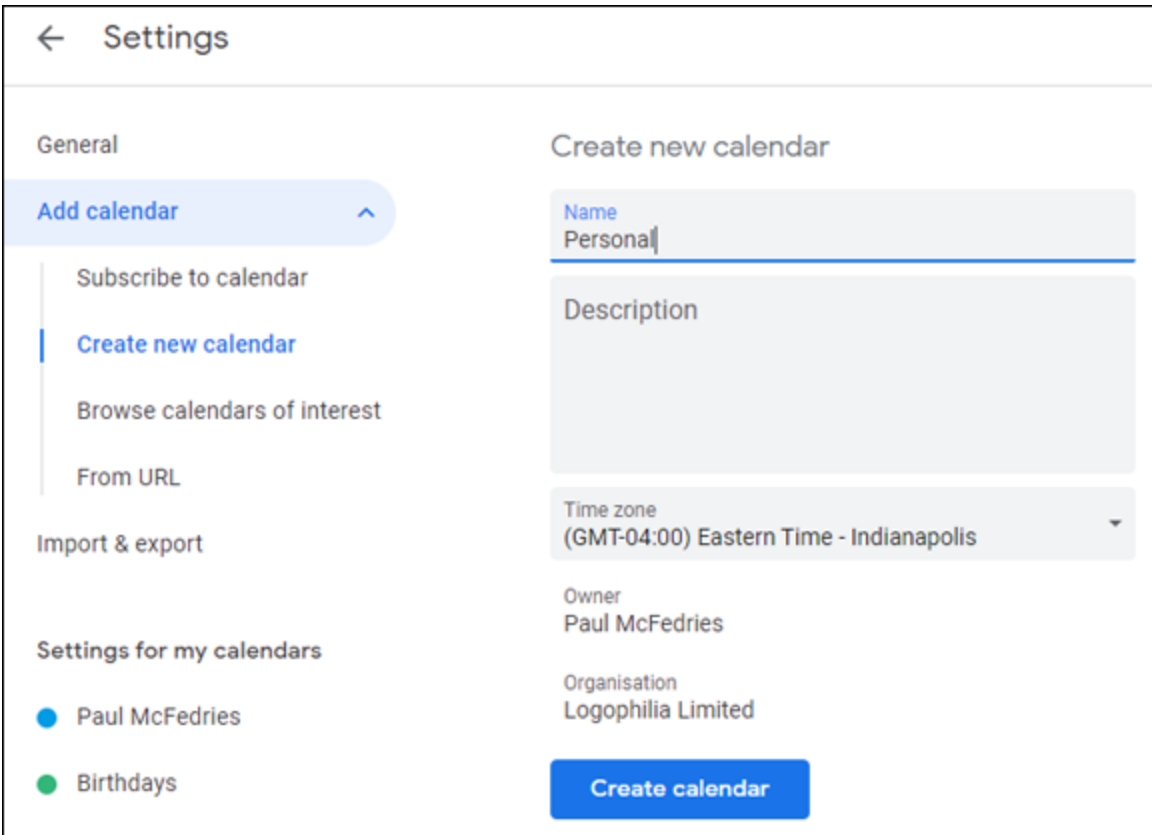 Settings
General
Add calendar
Subscribe to calendar
Create new calendar
Browse calendars of interest
From URL
Import & export
Settings for my calendars
Paul McFedries
Birthdays
Create new calendar
Name
Personal
Description
Time zone
(GMT-04:00) Eastern Time - Indianapolis
Owner
Paul McFedries
Organisation
Logophilia Limited
Create calendar